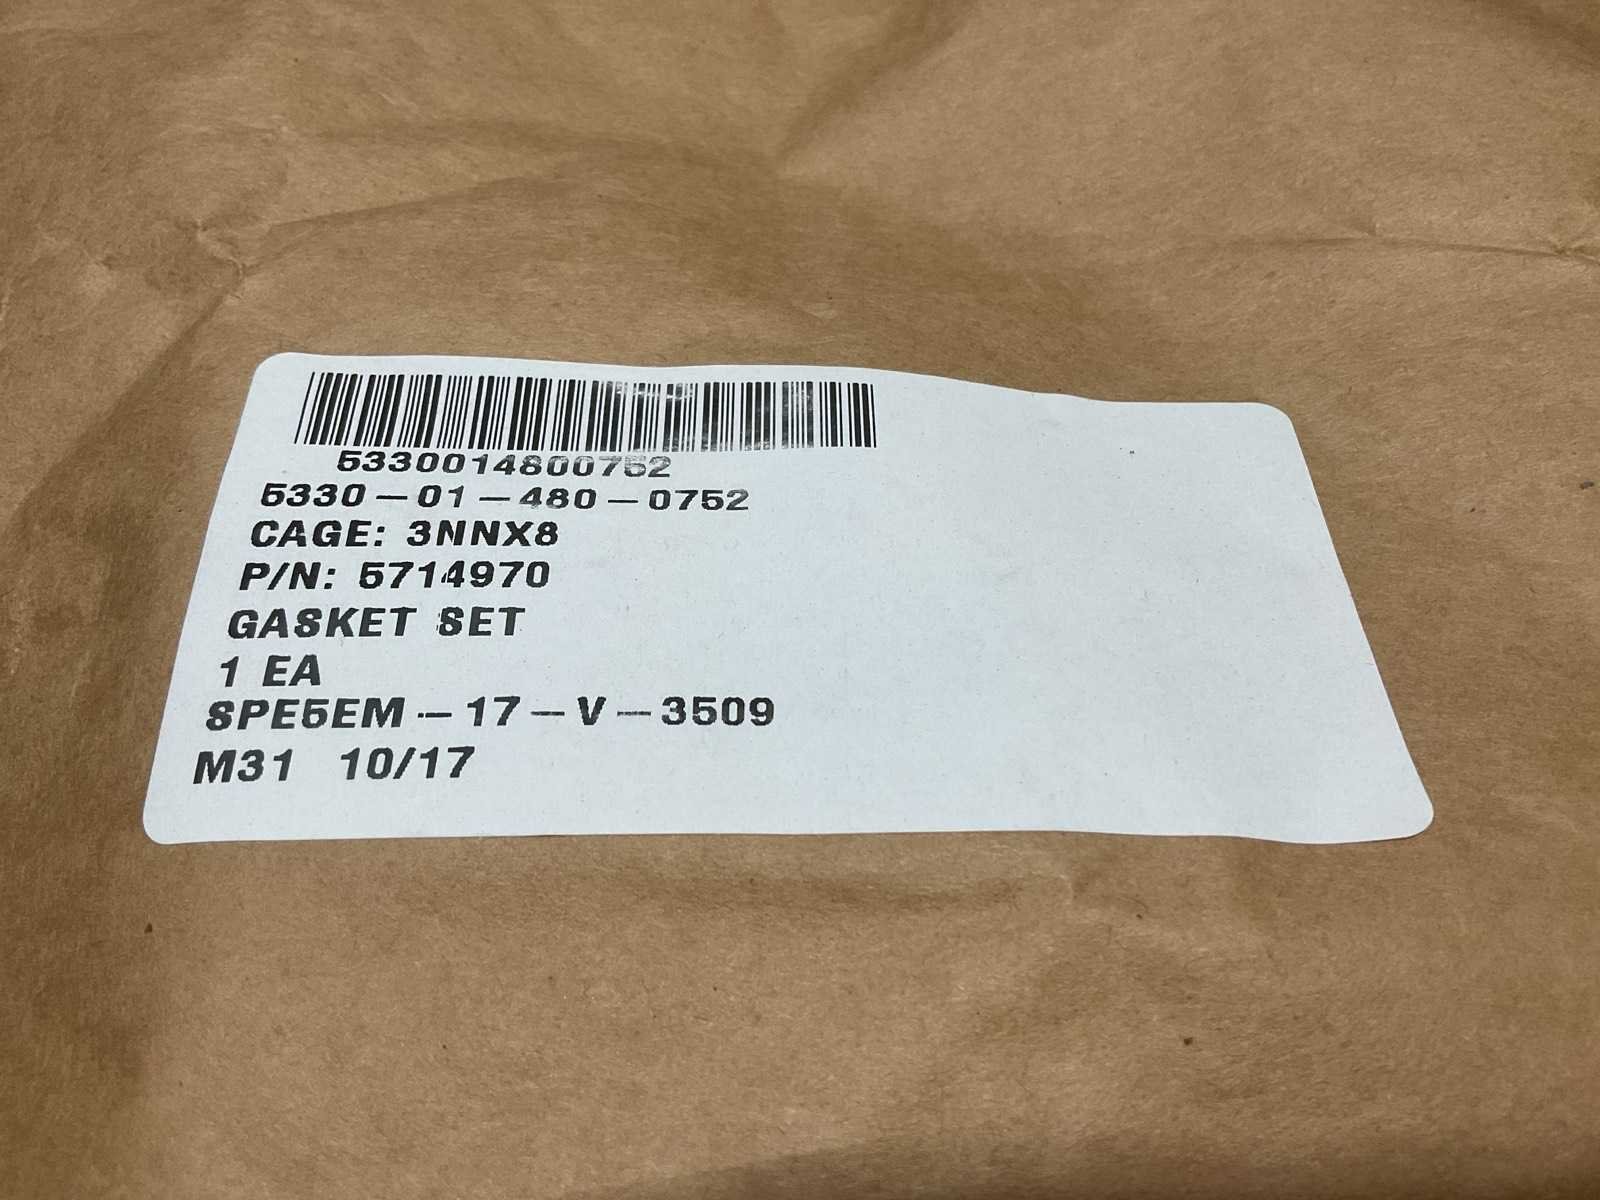 5330014800752
5330-01-480-0752
CAGE: 3NNX8
P/N: 5714970
GASKET SET
1 EA
SPE5EM-17-V-3509
M31 10/17